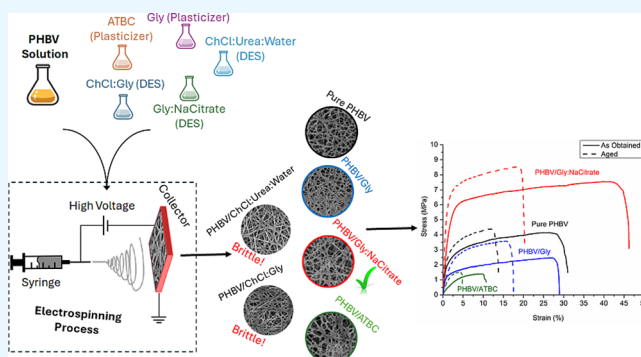 PHBV
Solution
ATBC
(Plasticizer)
Gly (Plasticizer)
ChCl:Urea:Water
(DES)
ChCl:Gly (DES)
Gly:NaCitrate
(DES)
High Voltage
Collector
Syringe
Electrospinning
Process
Pure PHBV
PHBV/Gly
PHBV/ChCl:Urea:Water
Brittle!
PHBV/Gly:NaCitrate
PHBV/ChCl:Gly
Brittle!
PHBV/ATBC
Stress (MPa)
10
9
8
7
6
5
4
3
2
1
0
As Obtained
Aged
PHBV/Gly:NaCitrate
Pure PHBV
PHBV/Gly
PHBV/ATBC
0 5 10 15 20 25 30 35 40 45 50
Strain (%)